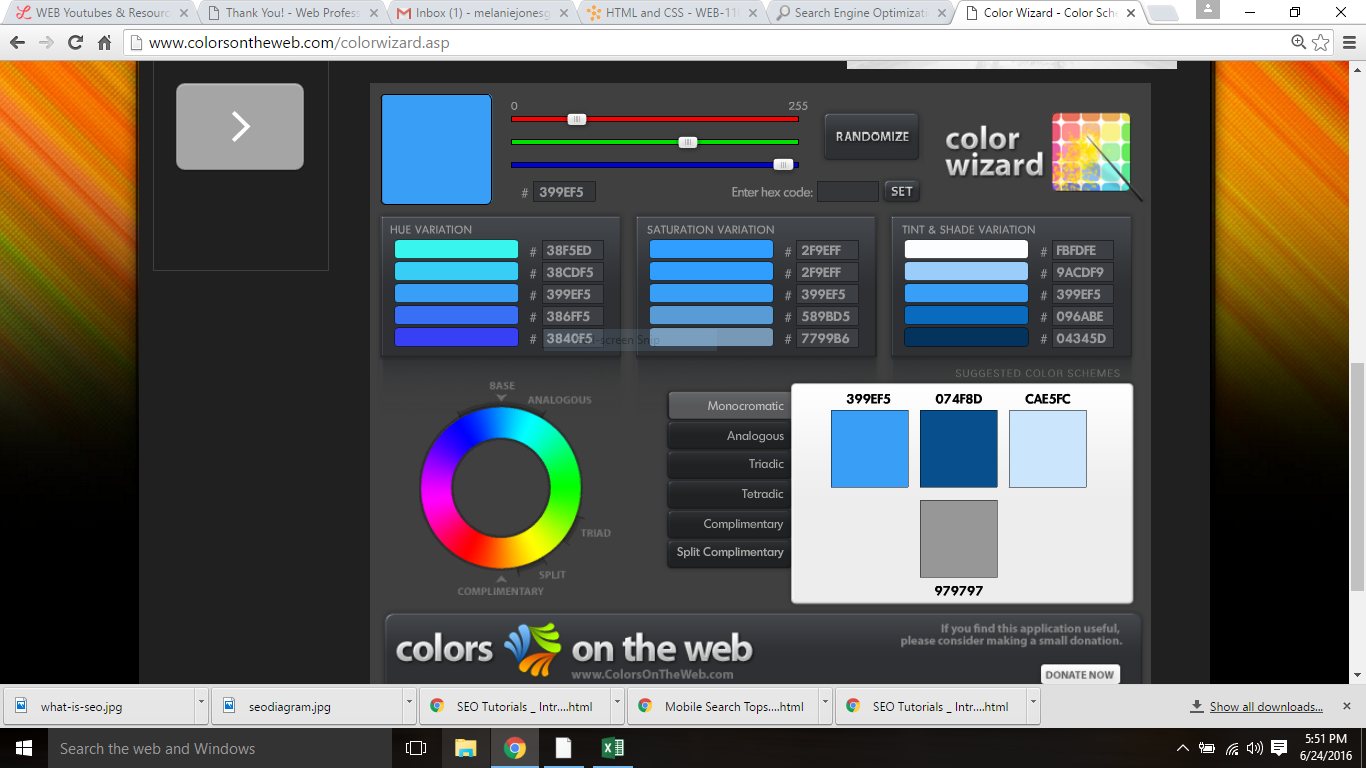 WEB Youtubes & Resourc
Thank You! - Web Profess
Inbox (1) - melaniejonesg
HTML and CSS - WEB-11
Search Engine Optimizati
Color Wizard - Color Sche
www.colorsontheweb.com/colorwizard.asp
0 255
RANDOMIZE
color
wizard
# 399EF5
Enter hex code: SET
HUE VARIATION
# 38F5ED
# 38CDF5
# 399EF5
# 386FF5
# 3840F5
SATURATION VARIATION
# 2F9EFF
# 2F9EFF
# 399EF5
# 589BD5
# 7799B6
TINT & SHADE VARIATION
# FBFDFE
# 9ACDF9
# 399EF5
# 096ABE
# 04345D
-screen Snip
SUGGESTED COLOR SCHEMES
BASE
ANALOGOUS
TRIAD
SPLIT
COMPLIMENTARY
Monocromatic
Analogous
Triadic
Tetradic
Complimentary
Split Complimentary
399EF5 074F8D CAE5FC
979797
colors on the web
www.ColorsOnTheWeb.com
If you find this application useful,
please consider making a small donation.
DONATE NOW
what-is-seo.jpg
seodiagram.jpg
SEO Tutorials _ Intr....html
Mobile Search Tops....html
SEO Tutorials _ Intr....html
Show all downloads...
Search the web and Windows
5:51 PM
6/24/2016